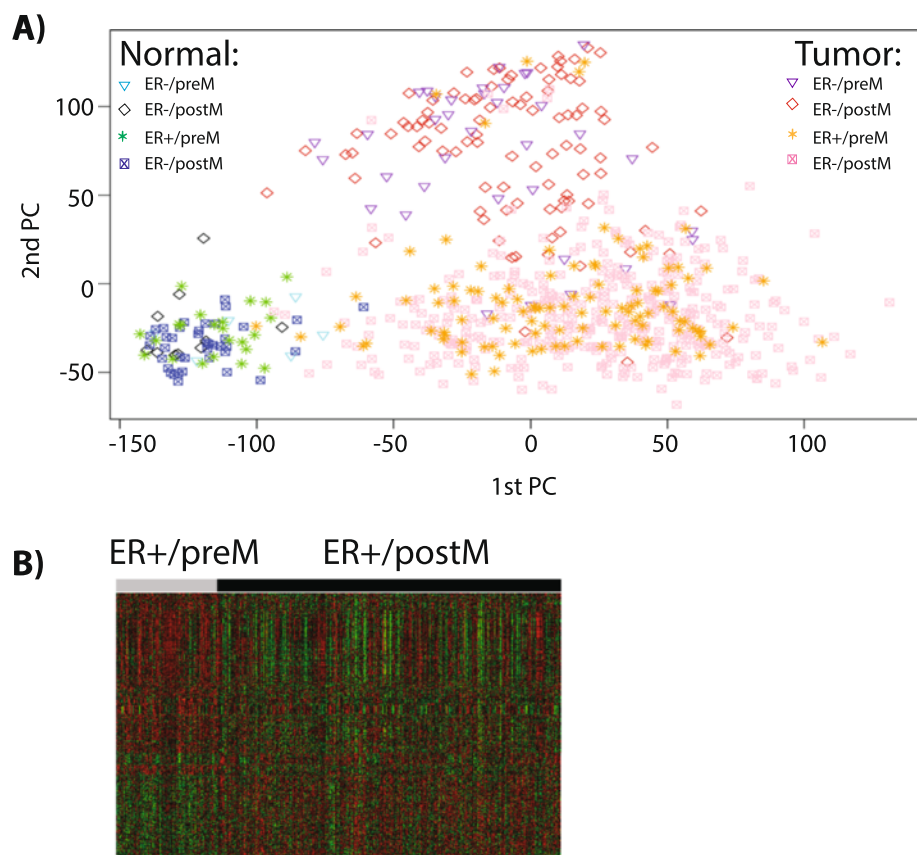 A)
Normal:
ER-/preM
ER-/postM
ER+/preM
ER-/postM
Tumor:
ER-/preM
ER-/postM
ER+/preM
ER-/postM
2nd PC
100
50
0
-50
-150
-100
-50
0
50
100
1st PC
B)
ER+/preM ER+/postM